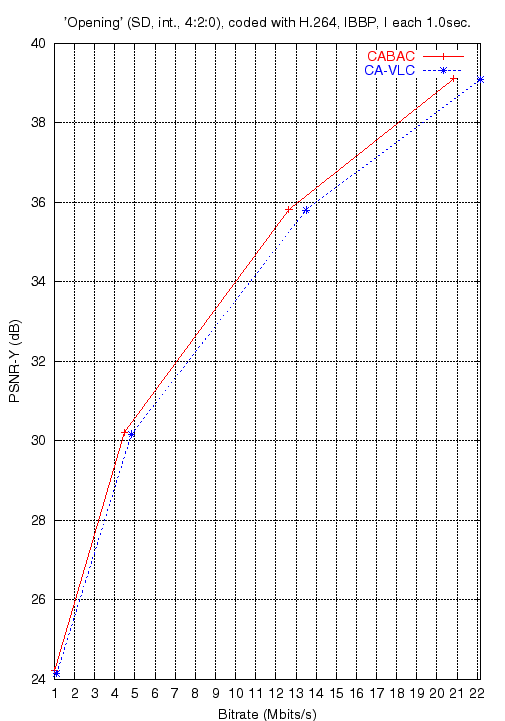 'Opening' (SD, int., 4:2:0), coded with H.264, IBBP, I each 1.0sec.
CABAC
CA-VLC
40
38
36
34
32
30
28
26
24
PSNR-Y (dB)
1 2 3 4 5 6 7 8 9 10 11 12 13 14 15 16 17 18 19 20 21 22
Bitrate (Mbits/s)